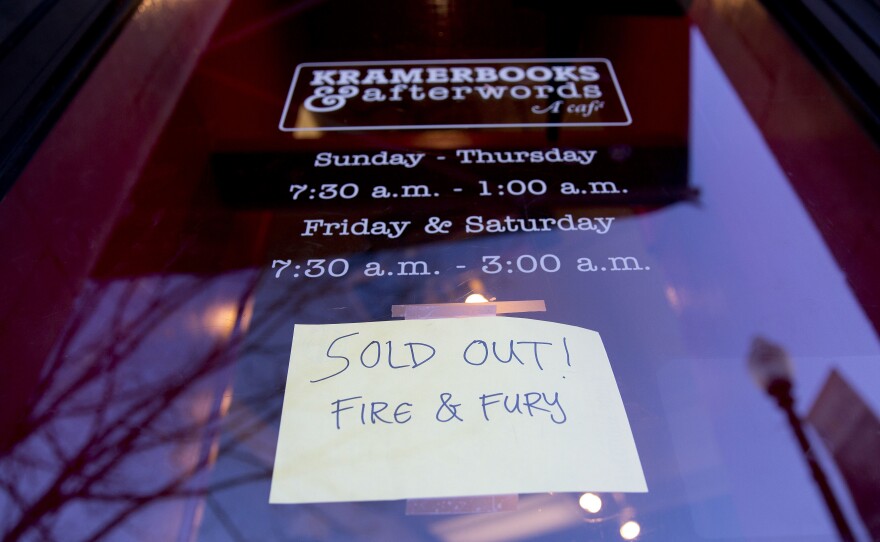 KRAMERBOOKS
& afterwords
A café
Sunday - Thursday
7:30 a.m. - 1:00 a.m.
Friday & Saturday
7:30 a.m. - 3:00 a.m.
SOLD OUT!
FIRE & FURY